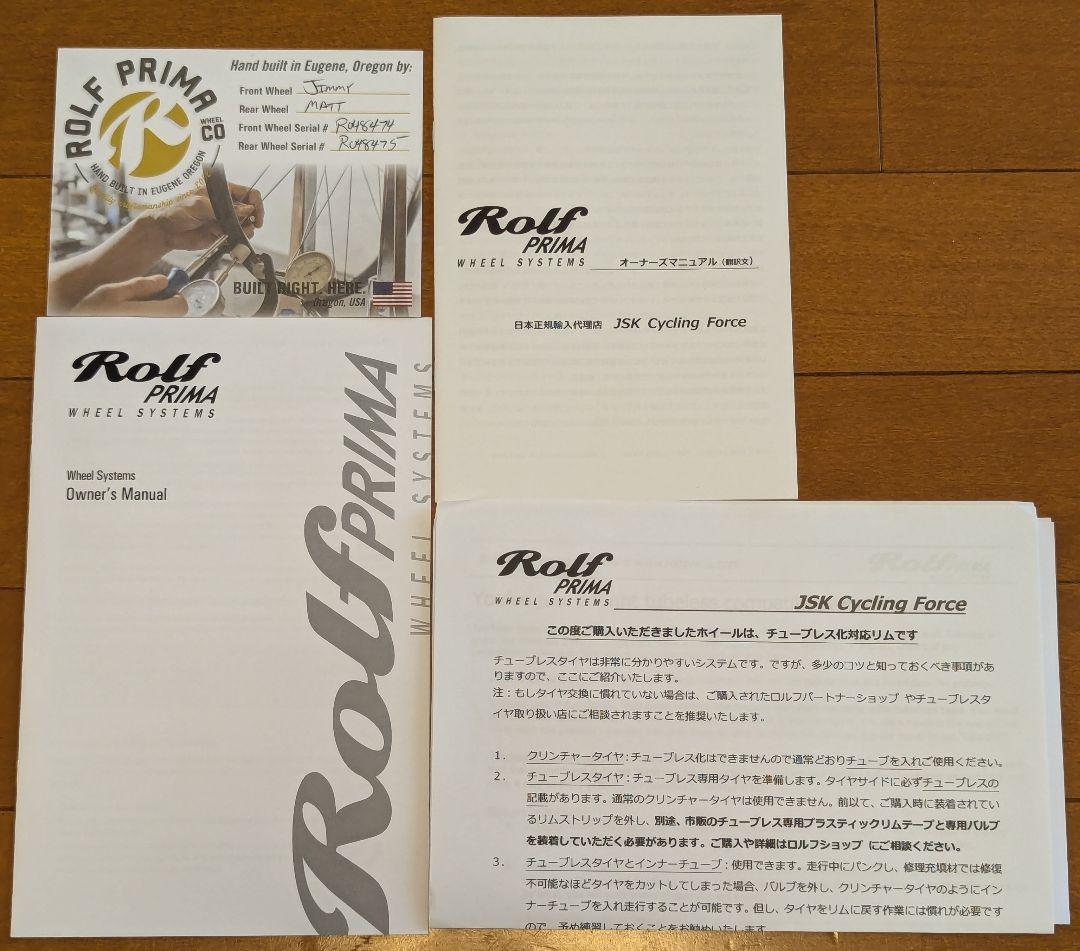 ROLF PRIMA
WHEEL CO
HAND BUILT IN EUGENE OREGON
Hand built in Eugene, Oregon by:
Front Wheel JIMMY
Rear Wheel MATT
Front Wheel Serial # R048474
Rear Wheel Serial # R048475
BUILT RIGHT. HERE.
Oregon, USA
Rolf
PRIMA
WHEEL SYSTEMS
オーナーズマニュアル（翻訳文）
日本正規輸入代理店 JSK Cycling Force
Rolf
PRIMA
WHEEL SYSTEMS
Wheel Systems
Owner's Manual
Rolf PRIMA
WHEEL SYSTEMS
Rolf
PRIMA
WHEEL SYSTEMS
JSK Cycling Force
この度ご購入いただきましたホイールは、チューブレス化対応リムです
チューブレスタイヤは非常に分かりやすいシステムです。ですが、多少のコツと知っておくべき事項があ
りますので、ここにご紹介いたします。
注：もしタイヤ交換に慣れていない場合は、ご購入されたロルフパートナーショップ やチューブレスタ
イヤ取り扱い店にご相談されますことを推奨いたします。
1. クリンチャータイヤ：チューブレス化はできませんので通常どおりチューブを入れご使用ください。
2. チューブレスタイヤ：チューブレス専用タイヤを準備します。タイヤサイドに必ずチューブレスの
記載があります。通常のクリンチャータイヤは使用できません。前以て、ご購入時に装着されてい
るリムストリップを外し、別途、市販のチューブレス専用プラスティックリムテープと専用バルブ
を装着していただく必要があります。ご購入や詳細はロルフショップ にご相談ください。
3. チューブレスタイヤとインナーチューブ：使用できます。走行中にパンクし、修理充填材では修復
不可能なほどタイヤをカットしてしまった場合、バルブを外し、クリンチャータイヤのようにイン
ナーチューブを入れ走行することが可能です。但し、タイヤをリムに戻す作業には慣れが必要です
ので、予め練習しておくことをお勧めいたします。